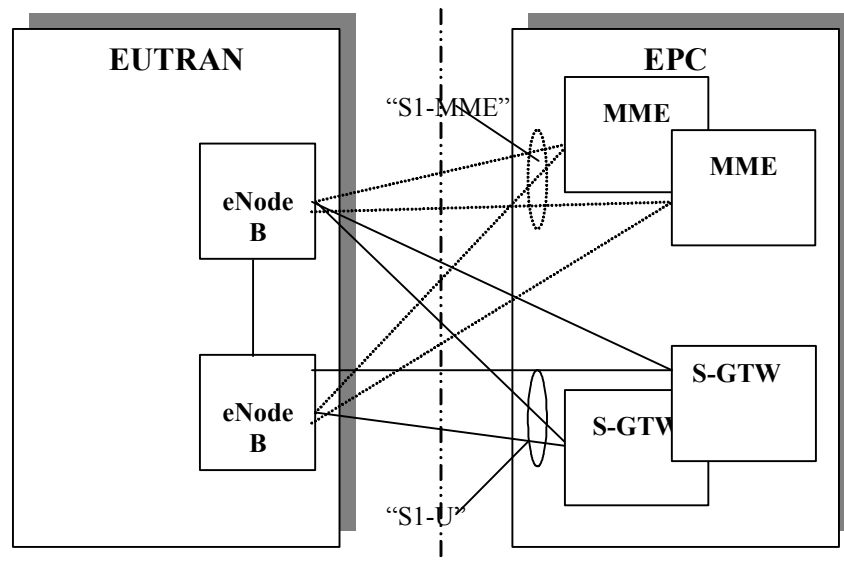 EUTRAN
EPC
“S1-MME”
MME
MME
eNode
B
eNode
B
S-GTW
S-GTW
“S1-U”